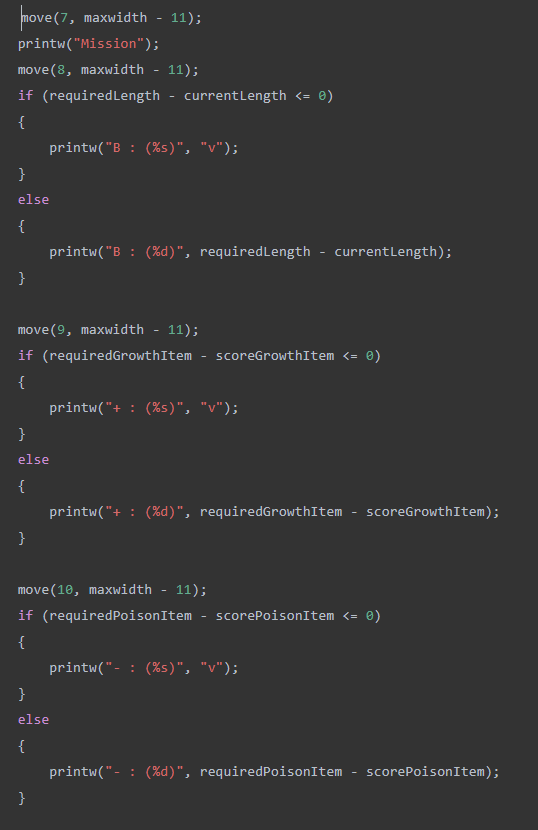 move(7, maxwidth - 11);
printw("Mission");
move(8, maxwidth - 11);
if (requiredLength - currentLength <= 0)
{
    printw("B : (%s)", "v");
}
else
{
    printw("B : (%d)", requiredLength - currentLength);
}

move(9, maxwidth - 11);
if (requiredGrowthItem - scoreGrowthItem <= 0)
{
    printw("+ : (%s)", "v");
}
else
{
    printw("+ : (%d)", requiredGrowthItem - scoreGrowthItem);
}

move(10, maxwidth - 11);
if (requiredPoisonItem - scorePoisonItem <= 0)
{
    printw("- : (%s)", "v");
}
else
{
    printw("- : (%d)", requiredPoisonItem - scorePoisonItem);
}